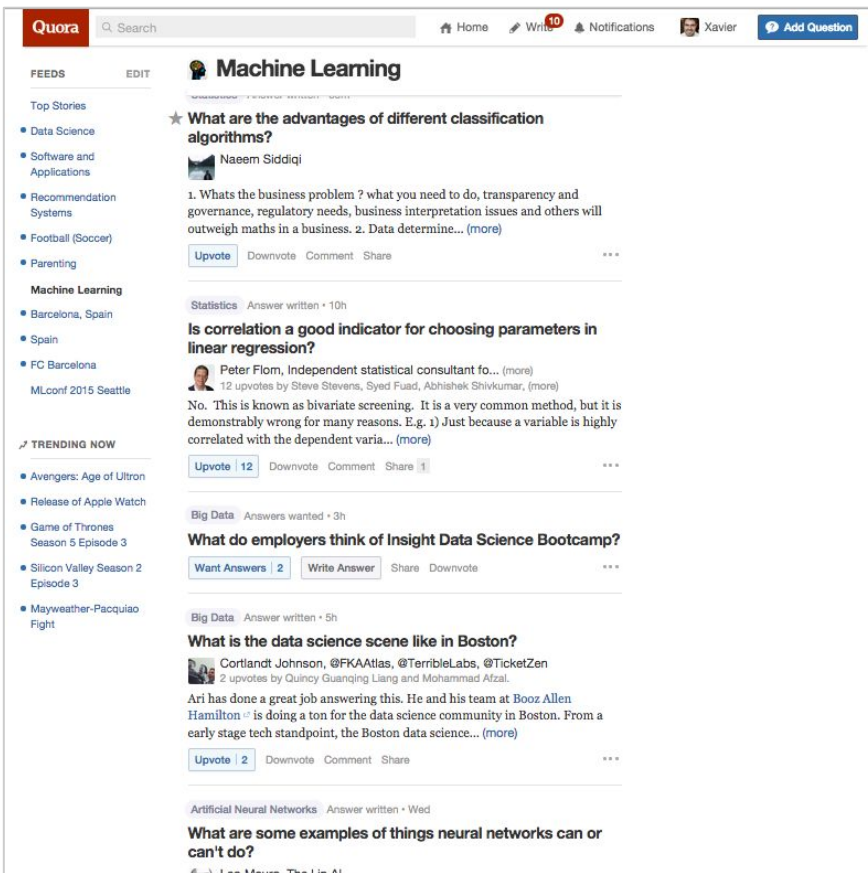 Quora
Search
Home
Write
10
Notifications
Xavier
Add Question
FEEDS
EDIT
Top Stories
Data Science
Software and
Applications
Recommendation
Systems
Football (Soccer)
Parenting
Machine Learning
Barcelona, Spain
Spain
FC Barcelona
MLconf 2015 Seattle
TRENDING NOW
Avengers: Age of Ultron
Release of Apple Watch
Game of Thrones
Season 5 Episode 3
Silicon Valley Season 2
Episode 3
Mayweather-Pacquiao
Fight
Machine Learning
What are the advantages of different classification
algorithms?
Naeem Siddiqi
1. Whats the business problem ? what you need to do, transparency and
governance, regulatory needs, business interpretation issues and others will
outweigh maths in a business. 2. Data determine... (more)
Upvote Downvote Comment Share
Statistics Answer written • 10h
Is correlation a good indicator for choosing parameters in
linear regression?
Peter Flom, Independent statistical consultant fo... (more)
12 upvotes by Steve Stevens, Syed Fuad, Abhishek Shivkumar, (more)
No. This is known as bivariate screening. It is a very common method, but it is
demonstrably wrong for many reasons. E.g. 1) Just because a variable is highly
correlated with the dependent varia... (more)
Upvote 12 Downvote Comment Share 1
Big Data Answers wanted • 3h
What do employers think of Insight Data Science Bootcamp?
Want Answers 2 Write Answer Share Downvote
Big Data Answer written • 5h
What is the data science scene like in Boston?
Cortlandt Johnson, @FKAAtlas, @TerribleLabs, @TicketZen
2 upvotes by Quincy Guanqing Liang and Mohammad Afzal.
Ari has done a great job answering this. He and his team at Booz Allen
Hamilton is doing a ton for the data science community in Boston. From a
early stage tech standpoint, the Boston data science... (more)
Upvote 2 Downvote Comment Share
Artificial Neural Networks Answer written • Wed
What are some examples of things neural networks can or
can't do?